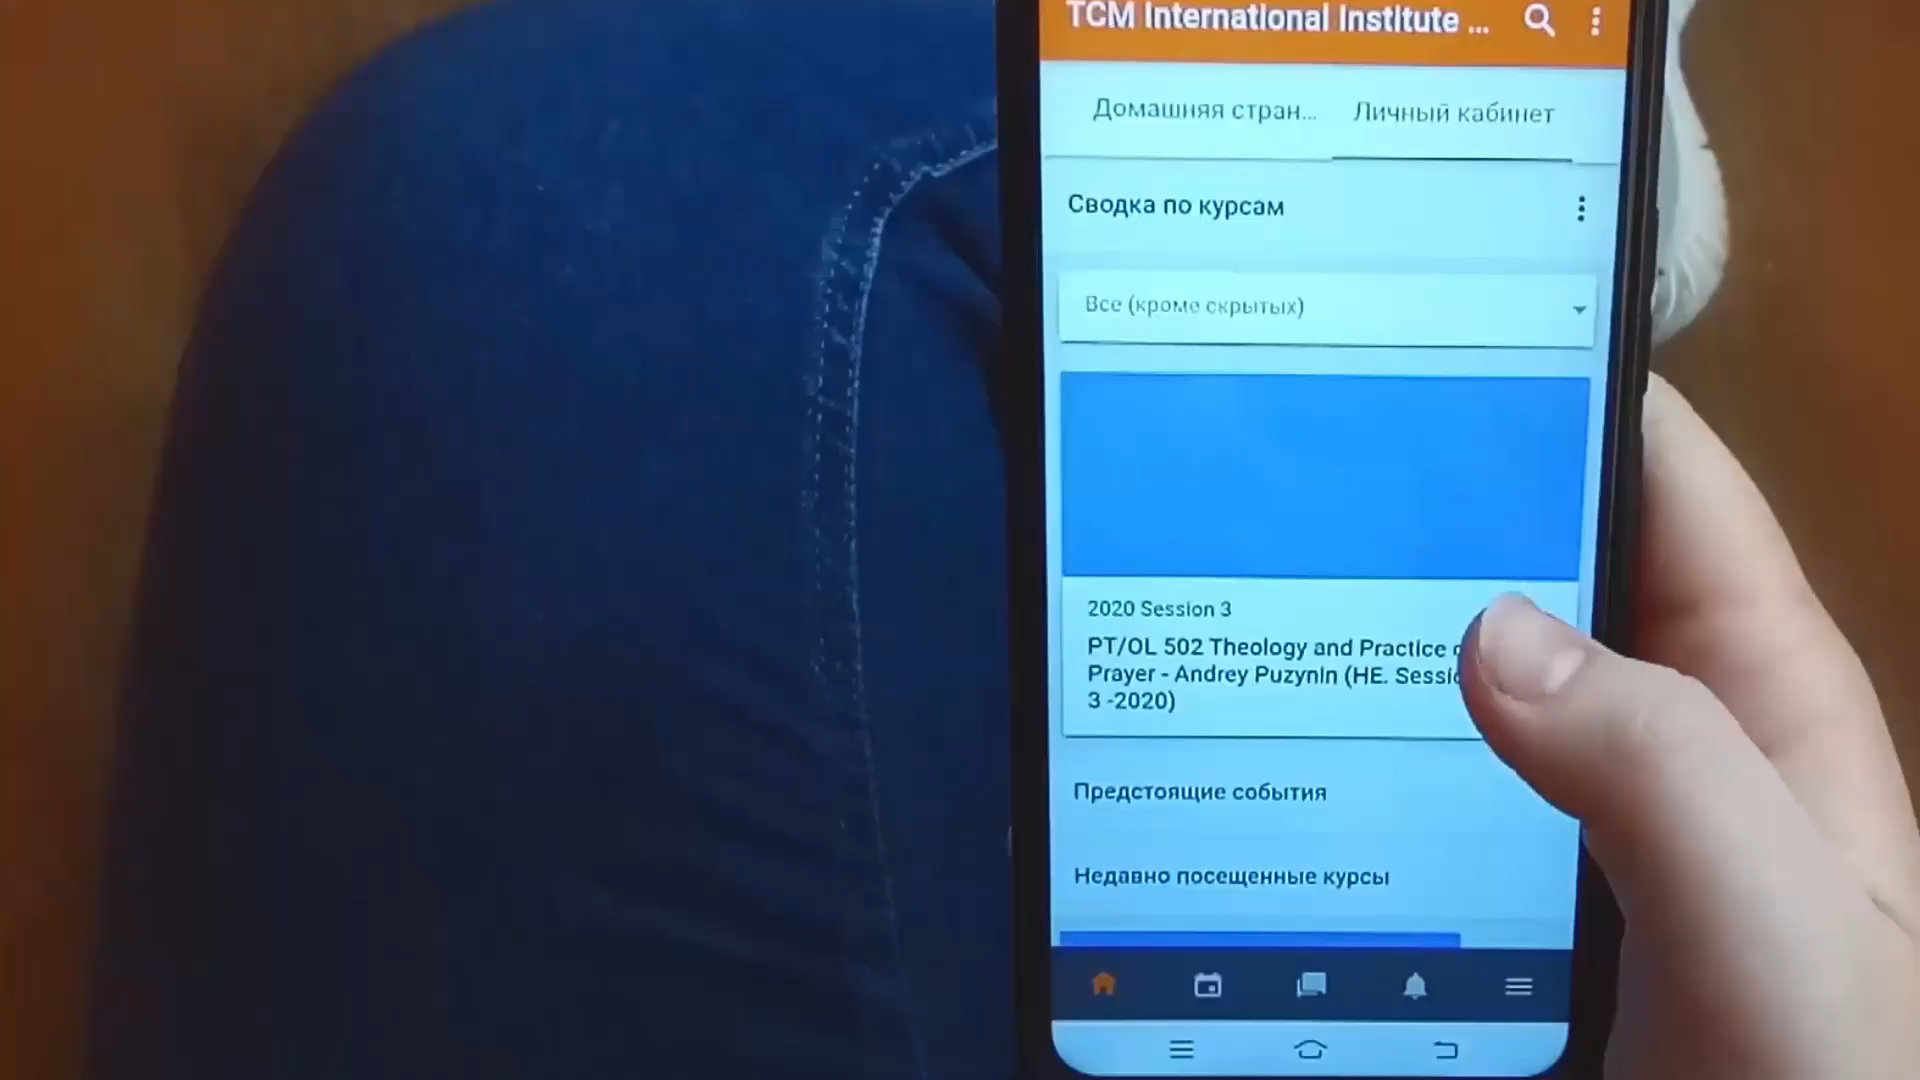 TCM International Institute ...
Домашняя стран...
Личный кабинет
Сводка по курсам
Все (кроме скрытых)
2020 Session 3
PT/OL 502 Theology and Practice
Prayer - Andrey Puzynin (HE.
3 -2020)
Предстоящие события
Недавно посещенные курсы